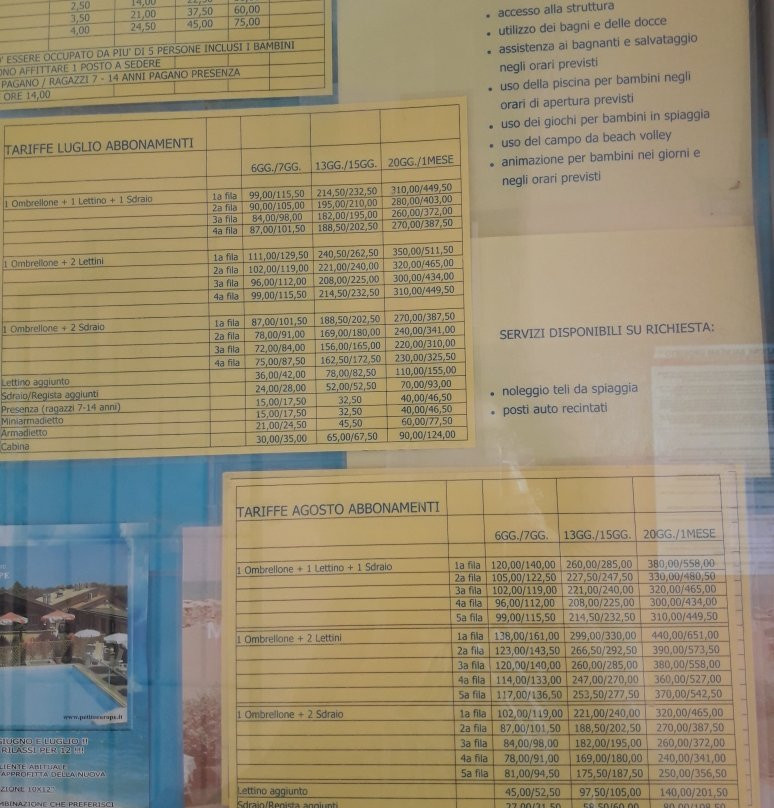 2,50
3,50 21,00 37,50 60,00
4,00 24,50 45,00 75,00
ESSERE OCCUPATO DA PIU' DI 5 PERSONE INCLUSI I BAMBINI
AFFITTARE 1 POSTO A SEDERE
PAGANO / RAGAZZI 7 - 14 ANNI PAGANO PRESENZA
ORE 14,00
• accesso alla struttura
• utilizzo dei bagni e delle docce
• assistenza ai bagnanti e salvataggio
negli orari previsti
• uso della piscina per bambini negli
orari di apertura previsti
• uso dei giochi per bambini in spiaggia
• uso del campo da beach volley
• animazione per bambini nei giorni e
negli orari previsti
TARIFFE LUGLIO ABBONAMENTI
6GG./7GG. 13GG./15GG. 20GG./1MESE
1 Ombrellone + 1 Lettino + 1 Sdraio 1a fila 99,00/115,50 214,50/232,50 310,00/449,50
2a fila 90,00/105,00 195,00/210,00 280,00/403,00
3a fila 84,00/98,00 182,00/195,00 260,00/372,00
4a fila 87,00/101,50 188,50/202,50 270,00/387,50
1 Ombrellone + 2 Lettini 1a fila 111,00/129,50 240,50/262,50 350,00/511,50
2a fila 102,00/119,00 221,00/240,00 320,00/465,00
3a fila 96,00/112,00 208,00/225,00 300,00/434,00
4a fila 99,00/115,50 214,50/232,50 310,00/449,50
1 Ombrellone + 2 Sdraio 1a fila 87,00/101,50 188,50/202,50 270,00/387,50
2a fila 78,00/91,00 169,00/180,00 240,00/341,00
3a fila 72,00/84,00 156,00/165,00 220,00/310,00
4a fila 75,00/87,50 162,50/172,50 230,00/325,50
Lettino aggiunto 36,00/42,00 78,00/82,50 110,00/155,00
Sdraio/Regista aggiunti 24,00/28,00 52,00/52,50 70,00/93,00
Presenza (ragazzi 7-14 anni) 15,00/17,50 32,50 40,00/46,50
Miniarmadietto 15,00/17,50 32,50 40,00/46,50
Armadietto 21,00/24,50 45,50 60,00/77,50
Cabina 30,00/35,00 65,00/67,50 90,00/124,00
SERVIZI DISPONIBILI SU RICHIESTA:
• noleggio teli da spiaggia
• posti auto recintati
TARIFFE AGOSTO ABBONAMENTI
6GG./7GG. 13GG./15GG. 20GG./1MESE
1 Ombrellone + 1 Lettino + 1 Sdraio 1a fila 120,00/140,00 260,00/285,00 380,00/558,00
2a fila 105,00/122,50 227,50/247,50 330,00/480,50
3a fila 102,00/119,00 221,00/240,00 320,00/465,00
4a fila 96,00/112,00 208,00/225,00 300,00/434,00
5a fila 99,00/115,50 214,50/232,50 310,00/449,50
1 Ombrellone + 2 Lettini 1a fila 138,00/161,00 299,00/330,00 440,00/651,00
2a fila 123,00/143,50 266,50/292,50 390,00/573,50
3a fila 120,00/140,00 260,00/285,00 380,00/558,00
4a fila 114,00/133,00 247,00/270,00 360,00/527,00
5a fila 117,00/136,50 253,50/277,50 370,00/542,50
1 Ombrellone + 2 Sdraio 1a fila 102,00/119,00 221,00/240,00 320,00/465,00
2a fila 87,00/101,50 188,50/202,50 270,00/387,50
3a fila 84,00/98,00 182,00/195,00 260,00/372,00
4a fila 78,00/91,00 169,00/180,00 240,00/341,00
5a fila 81,00/94,50 175,50/187,50 250,00/356,50
Lettino aggiunto 45,00/52,50 97,50/105,00 140,00/201,50
Sdraio/Regista aggiunti
GIUGNO E LUGLIO !!!
RILASSI PER 12 !!!
CLIENTE ABITUALE
APPROFITTA DELLA NUOVA
ZIONE 10X12
MBINAZIONE CHE PREFERISCI